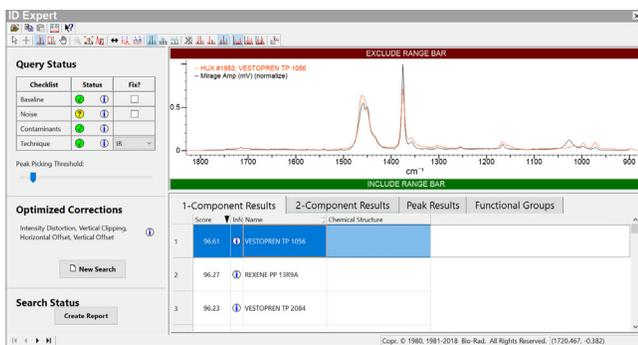 ID Expert
EXCLUDE RANGE BAR
Query Status
Checklist Status Fix?
Baseline
Noise
Contaminants
Technique IR
Peak Picking Threshold:
HUX #1953; VESTOPREN TP 1056
Mirage Amp (mV) (normalize)
0.5
0
1800 1700 1600 1500 1400 1300 1200 1100 1000 900
cm⁻¹
INCLUDE RANGE BAR
Optimized Corrections
Intensity Distortion, Vertical Clipping,
Horizontal Offset, Vertical Offset
New Search
Search Status
Create Report
1-Component Results 2-Component Results Peak Results Functional Groups
Score Info Name Chemical Structure
1 96.61 VESTOPREN TP 1056
2 96.27 REXENE PP 13R9A
3 96.23 VESTOPREN TP 2084
Copr. © 1980, 1981-2018 Bio-Rad. All Rights Reserved. (1720.467, -0.382)